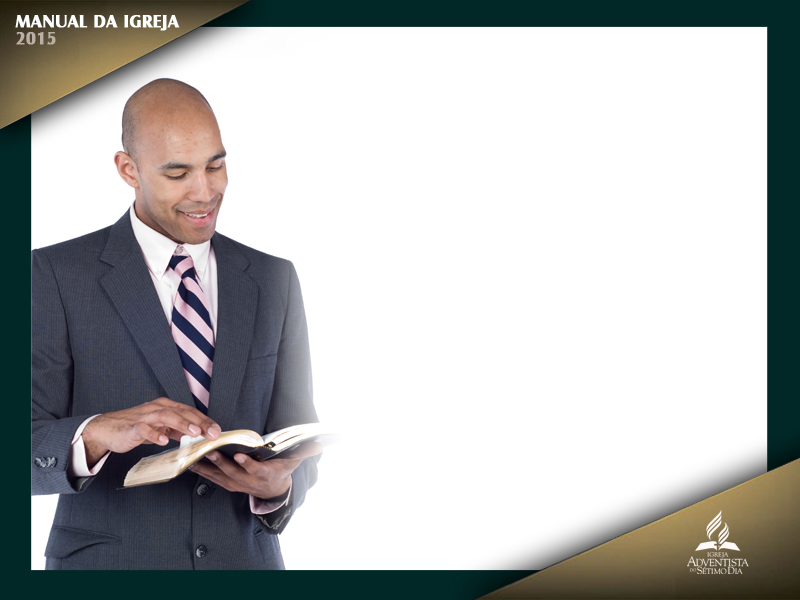 MANUAL DA IGREJA
2015
IGREJA
ADVENTISTA
DO SÉTIMO DIA